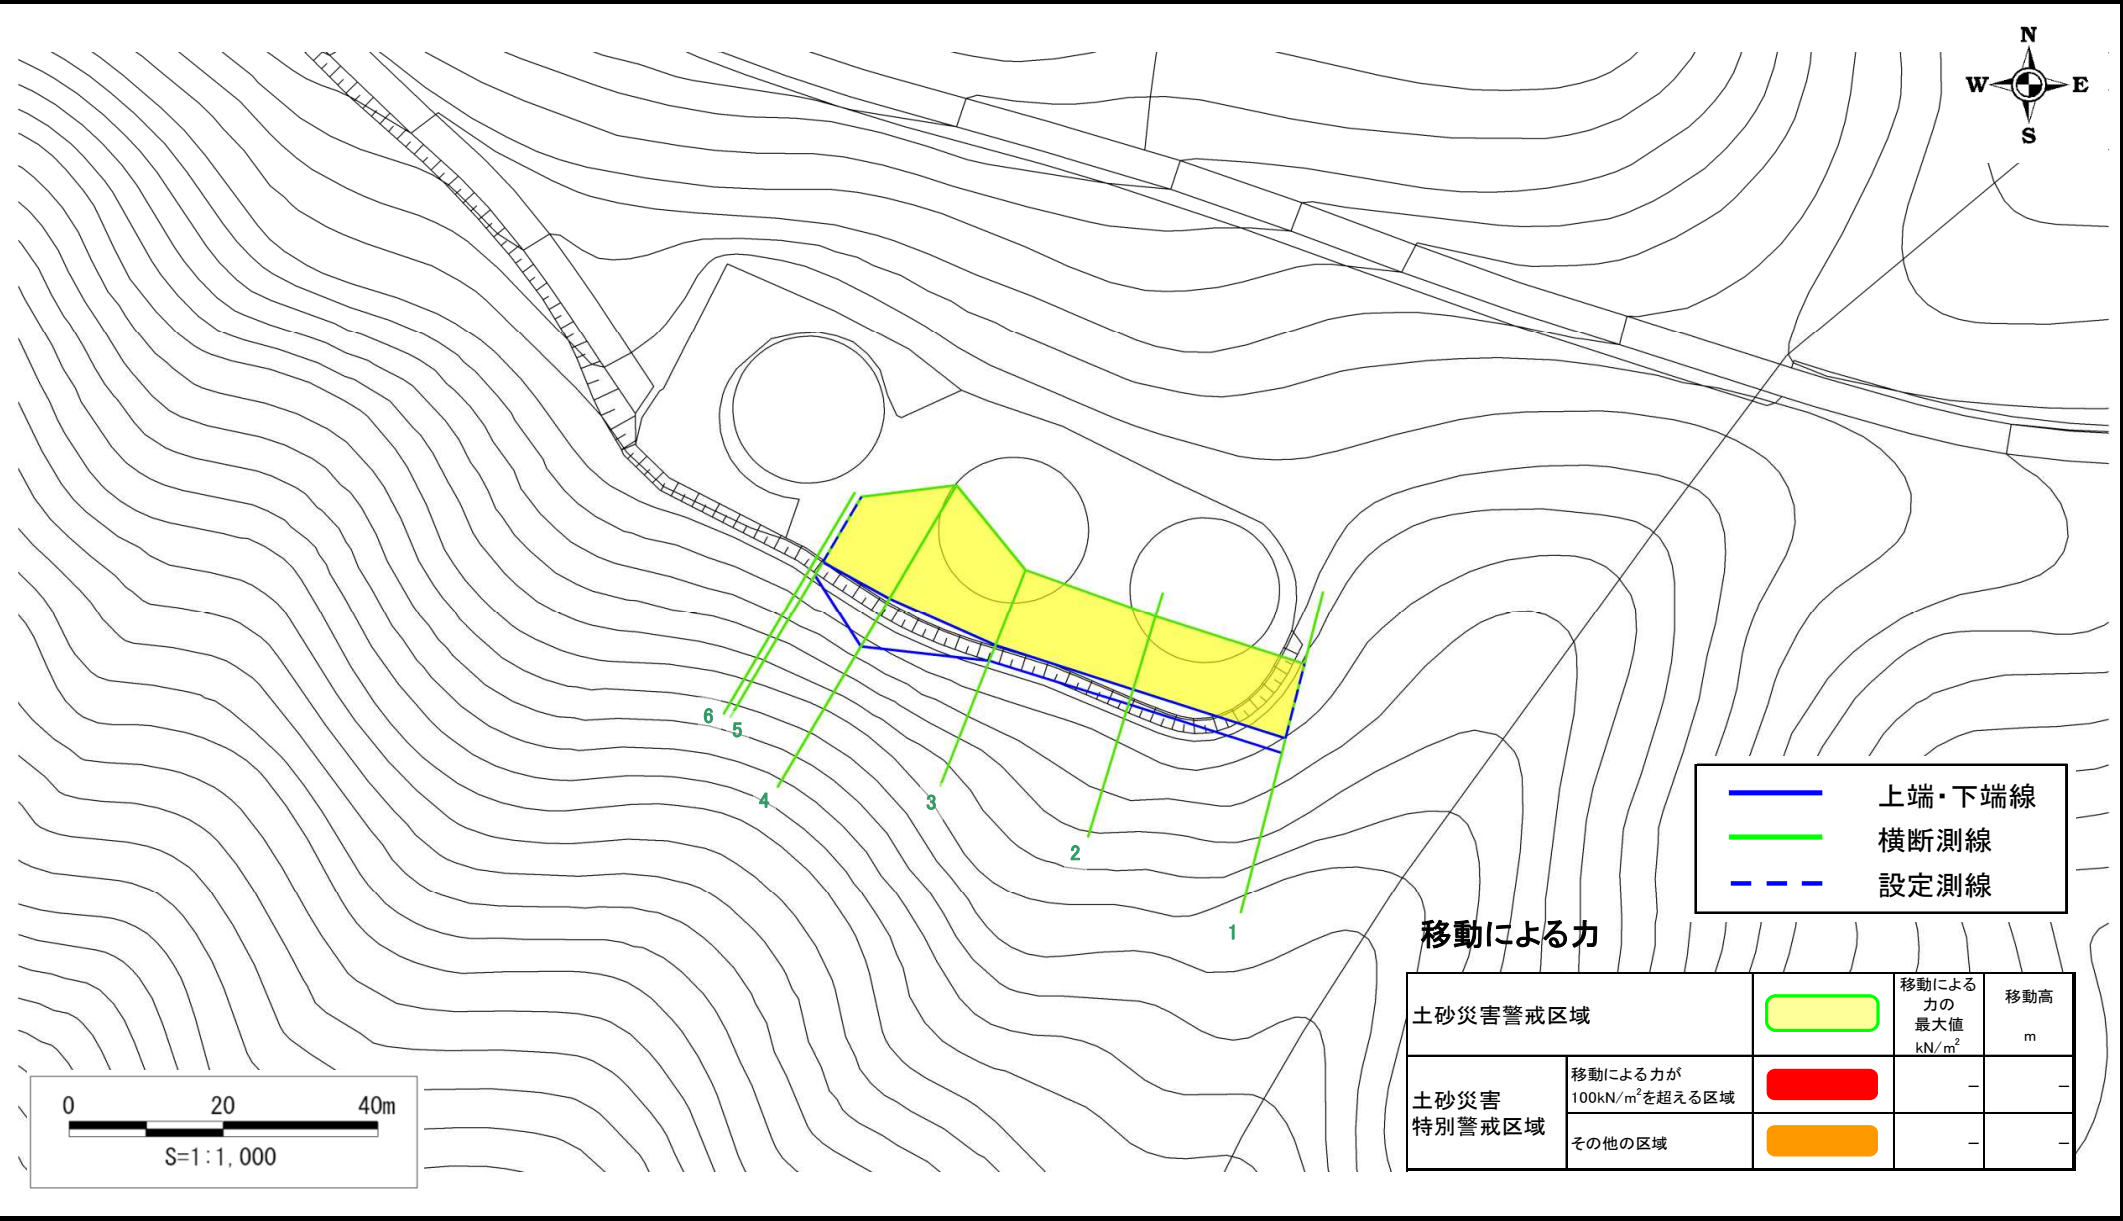 N
W E
S
6
5
4
3
2
1
上端・下端線
横断測線
設定測線
移動による力
土砂災害警戒区域
移動による
力の
最大値
kN/m²
移動高
m
土砂災害
特別警戒区域
移動による力が
100kN/m²を超える区域
－ －
その他の区域
－ －
0 20 40m
S=1:1,000